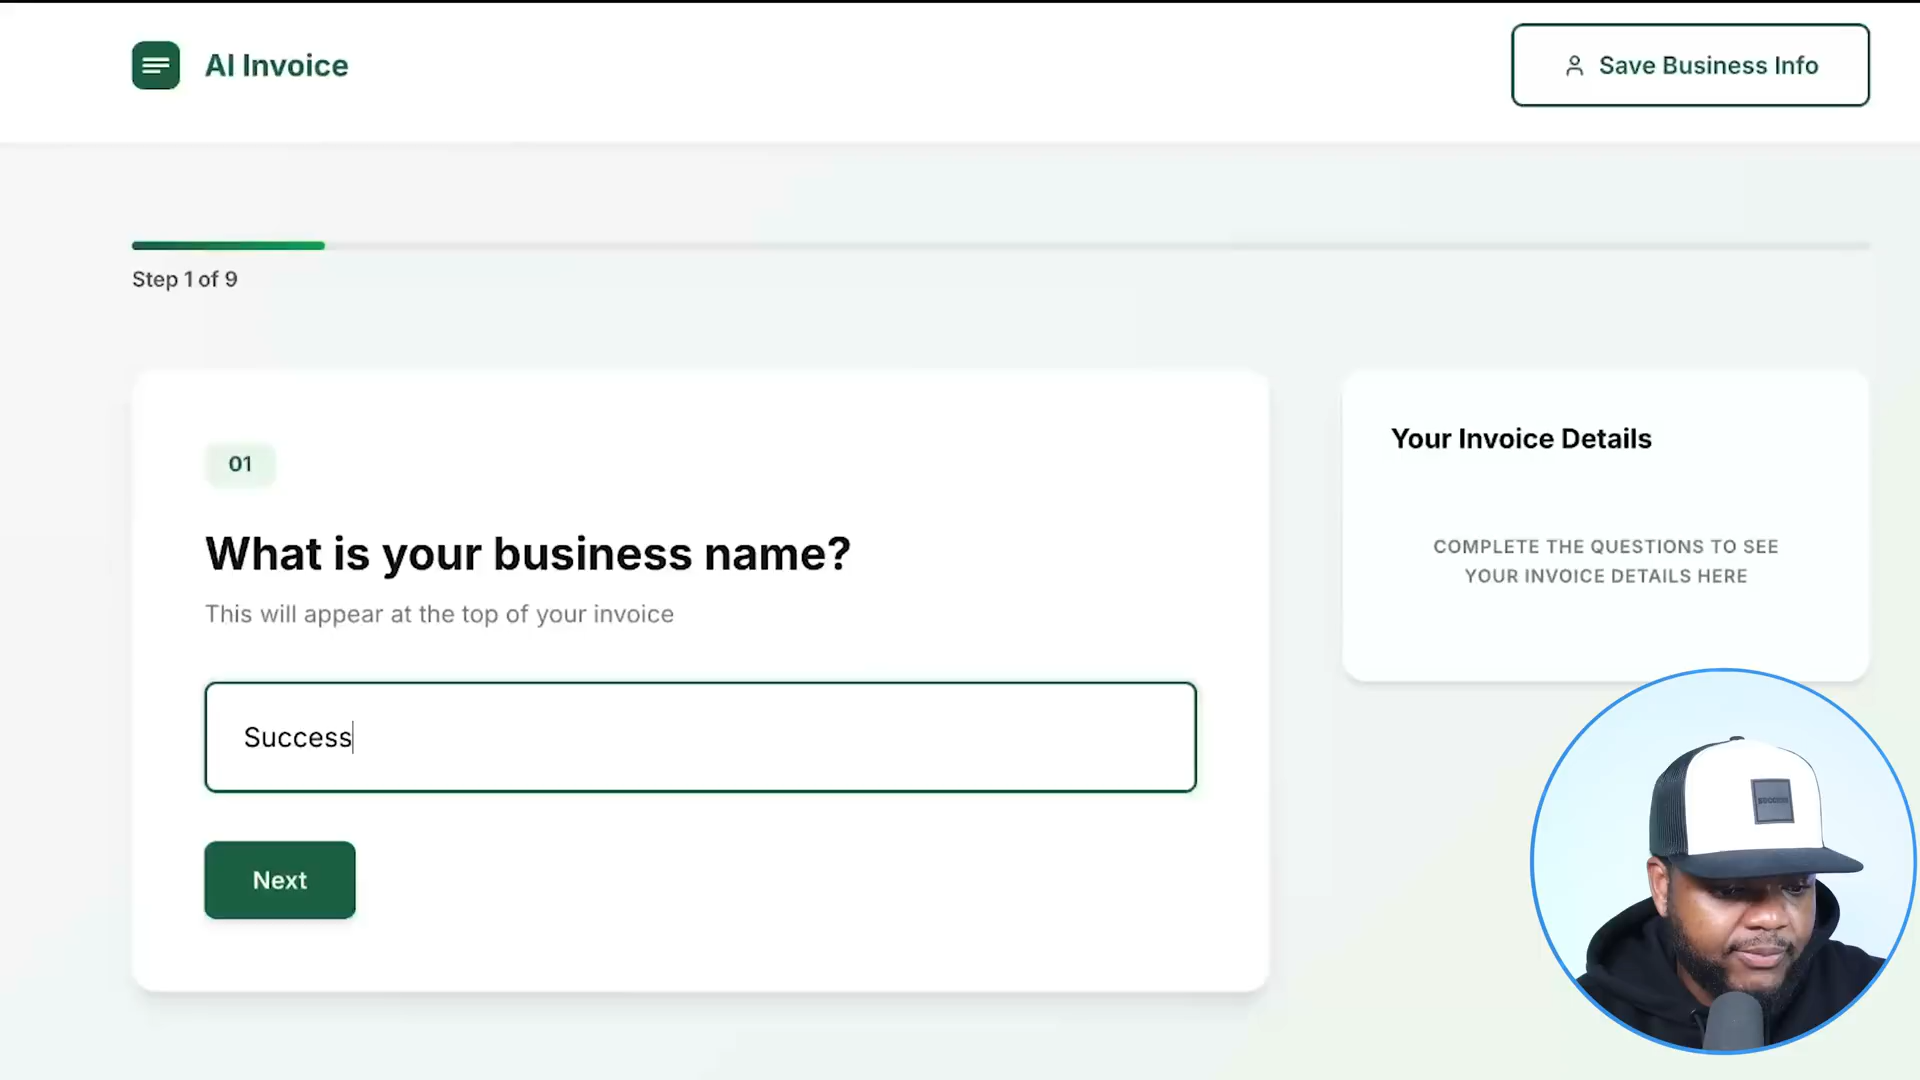 AI Invoice
Save Business Info
Step 1 of 9
01
What is your business name?
This will appear at the top of your invoice
Success
Next
Your Invoice Details
COMPLETE THE QUESTIONS TO SEE
YOUR INVOICE DETAILS HERE
SUCCESS